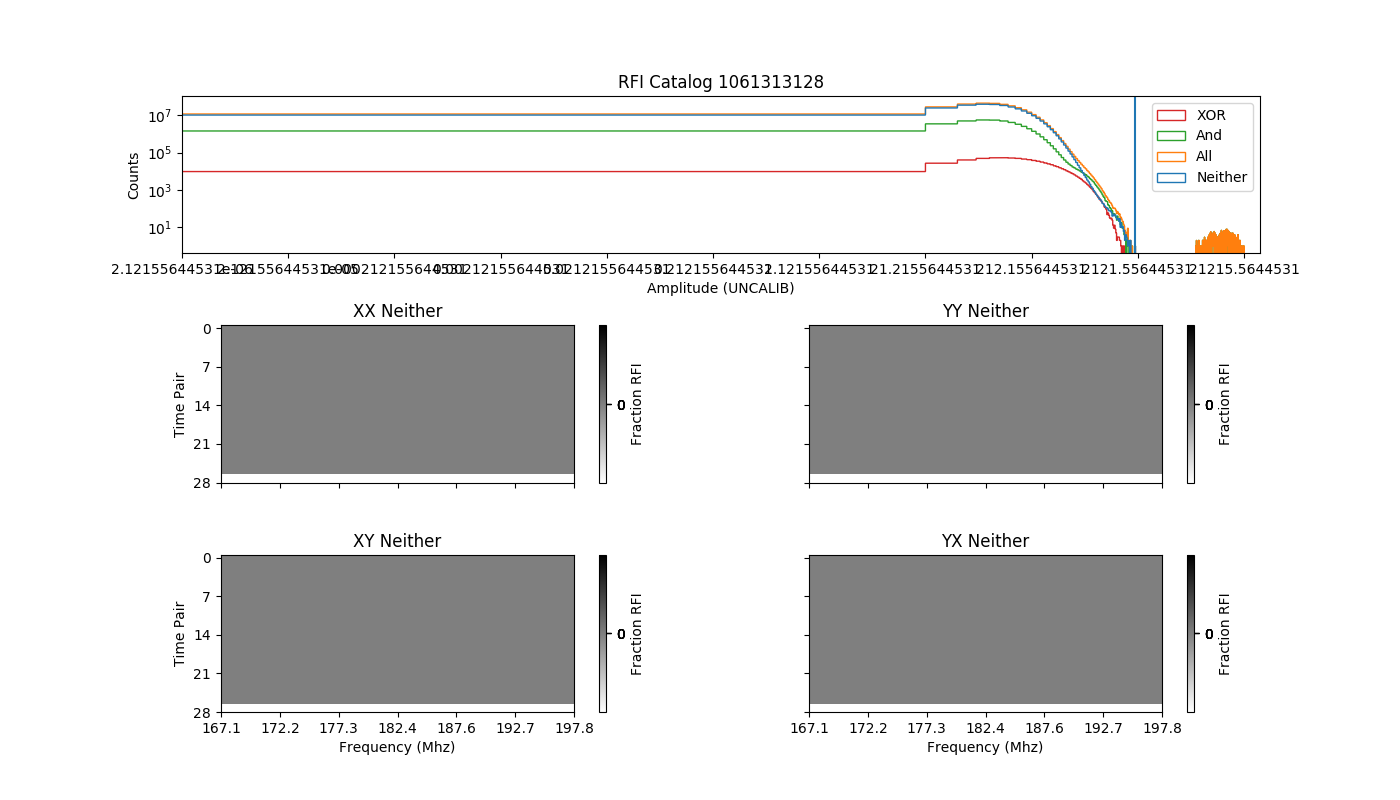 RFI Catalog 1061313128
Counts
10^7
10^5
10^3
10^1
XOR
And
All
Neither
Amplitude (UNCALIB)
XX Neither
YY Neither
Time Pair
0
7
14
21
28
0
Fraction RFI
0
Fraction RFI
XY Neither
YX Neither
Time Pair
0
7
14
21
28
0
Fraction RFI
0
Fraction RFI
167.1 172.2 177.3 182.4 187.6 192.7 197.8
167.1 172.2 177.3 182.4 187.6 192.7 197.8
Frequency (Mhz)
Frequency (Mhz)